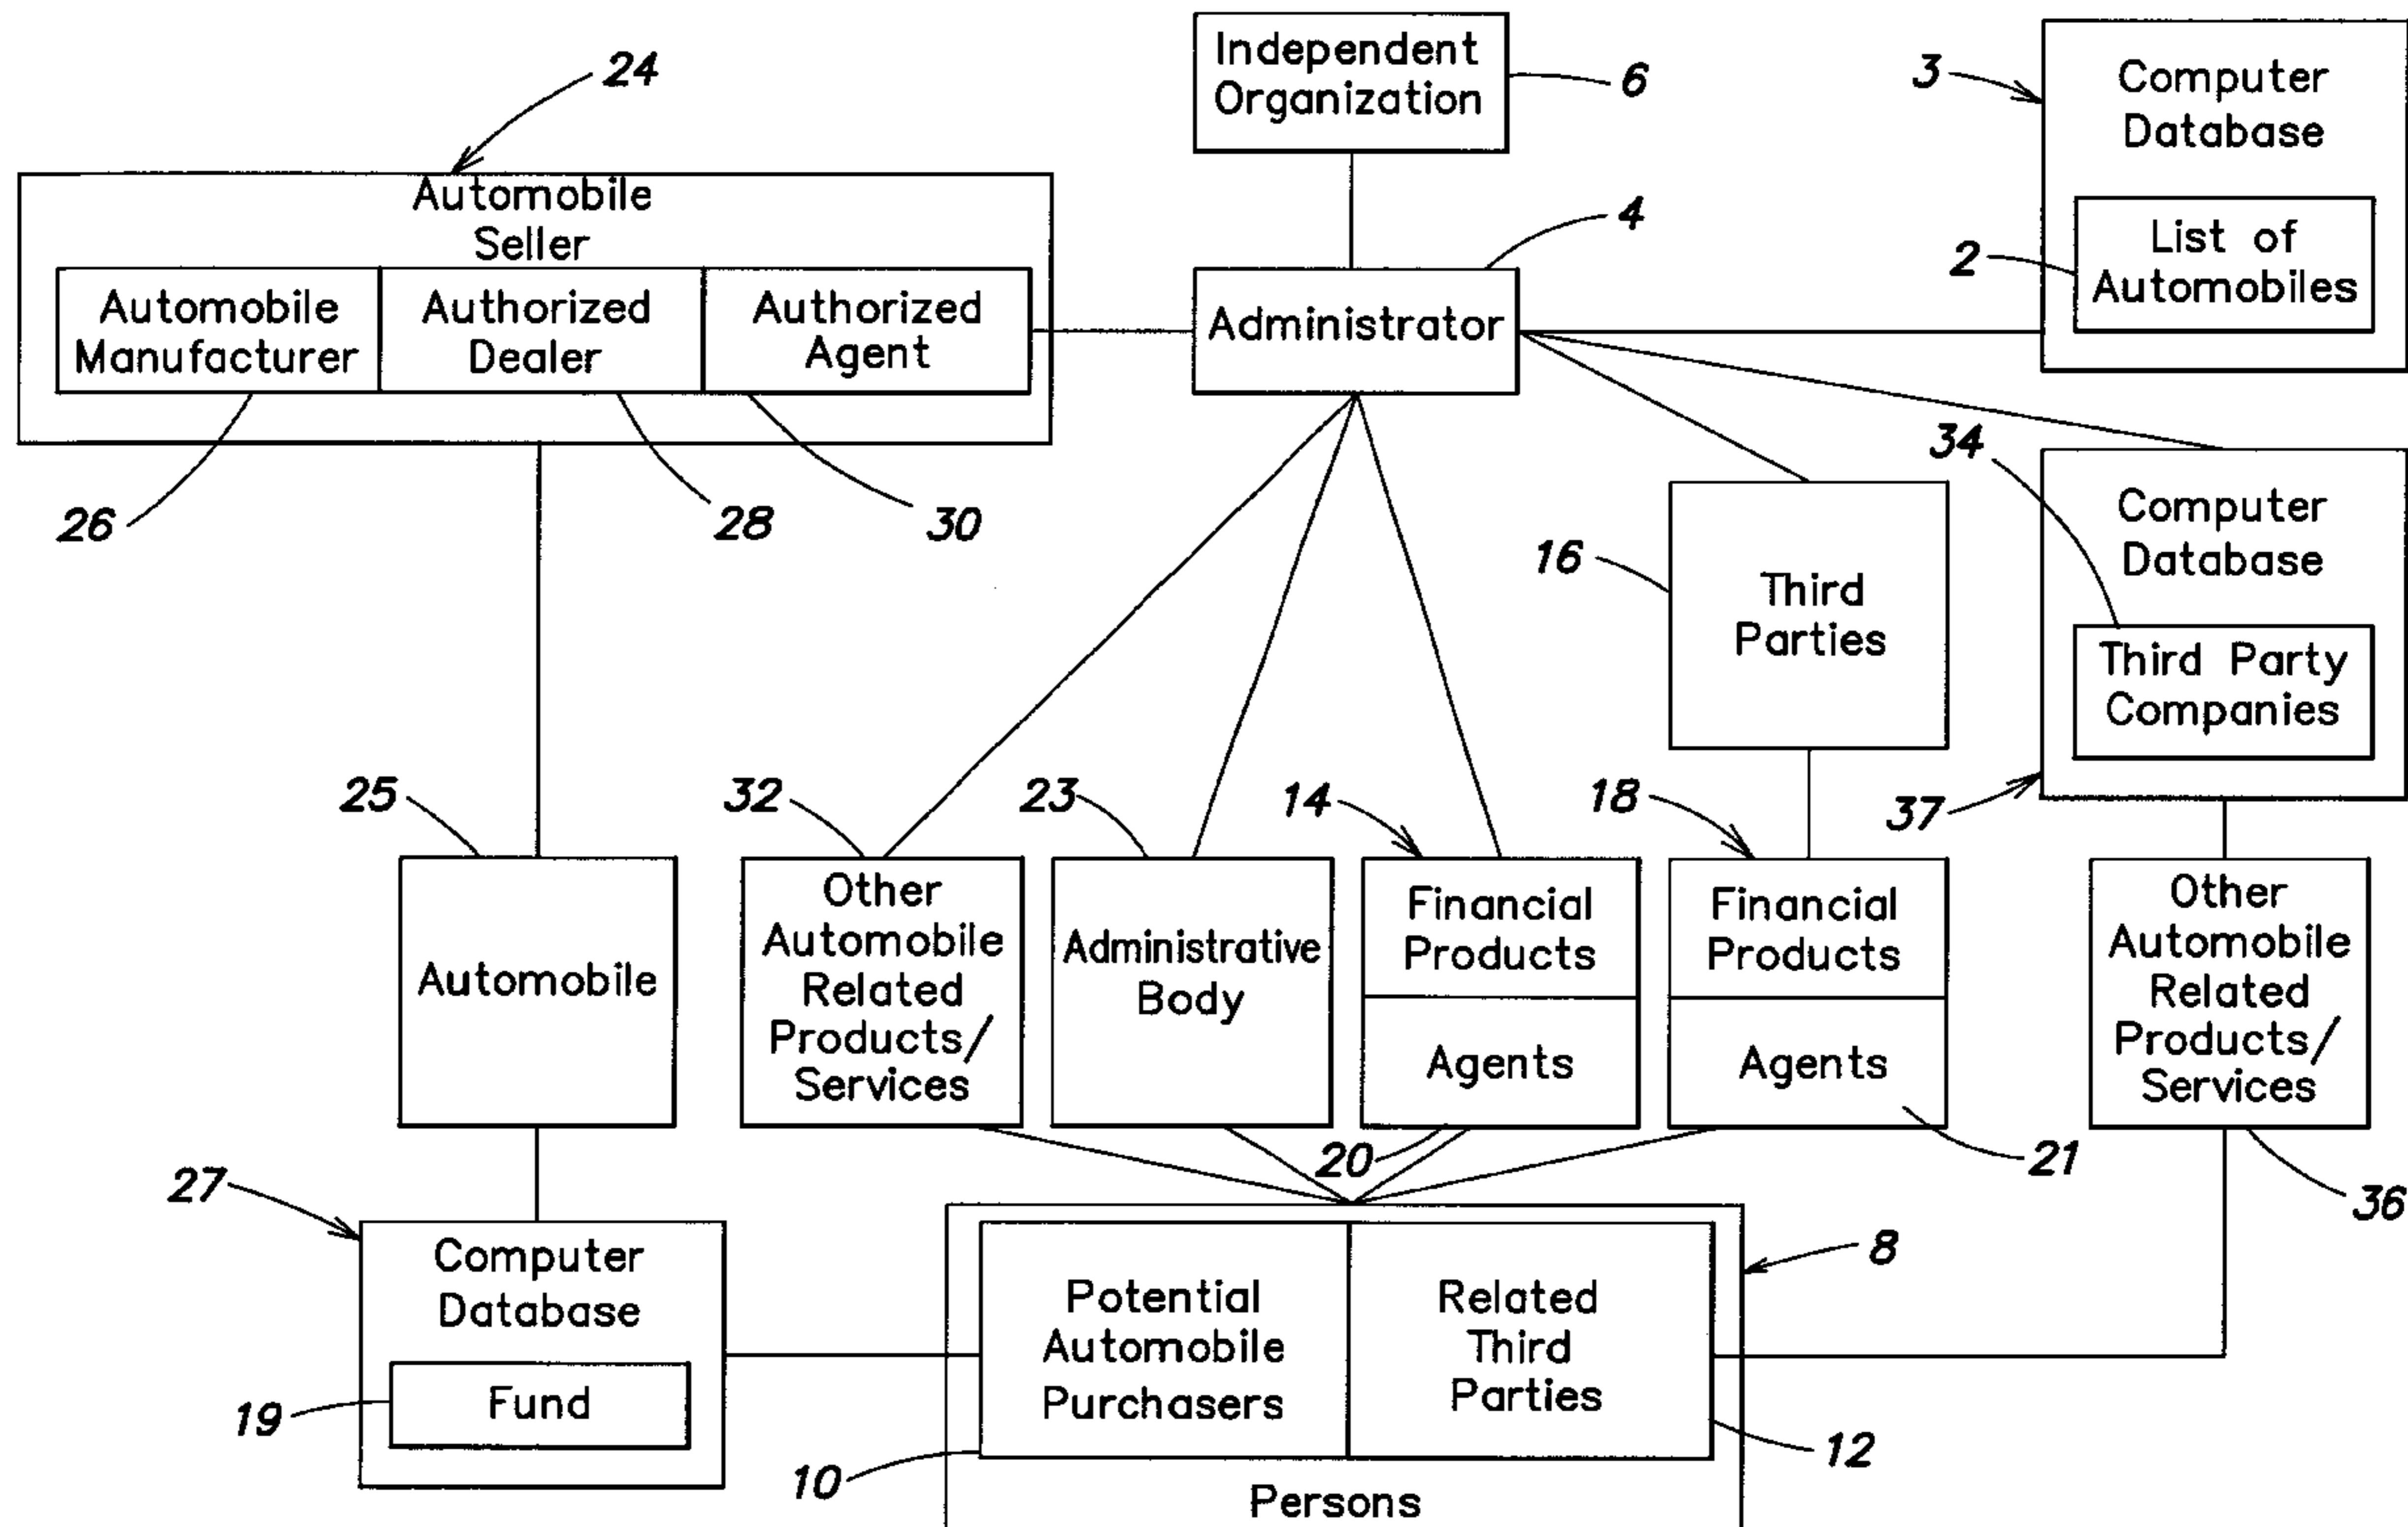 24
Independent
Organization
6
3
Computer
Database
2
List of
Automobiles
Automobile
Seller
Automobile
Manufacturer
Authorized
Dealer
Authorized
Agent
26
28
30
4
Administrator
16
Third
Parties
34
Computer
Database
Third Party
Companies
37
25
Automobile
32
Other
Automobile
Related
Products/
Services
23
Administrative
Body
14
Financial
Products
Agents
20
18
Financial
Products
Agents
21
Other
Automobile
Related
Products/
Services
36
27
Computer
Database
19
Fund
8
Potential
Automobile
Purchasers
10
Related
Third
Parties
12
Persons